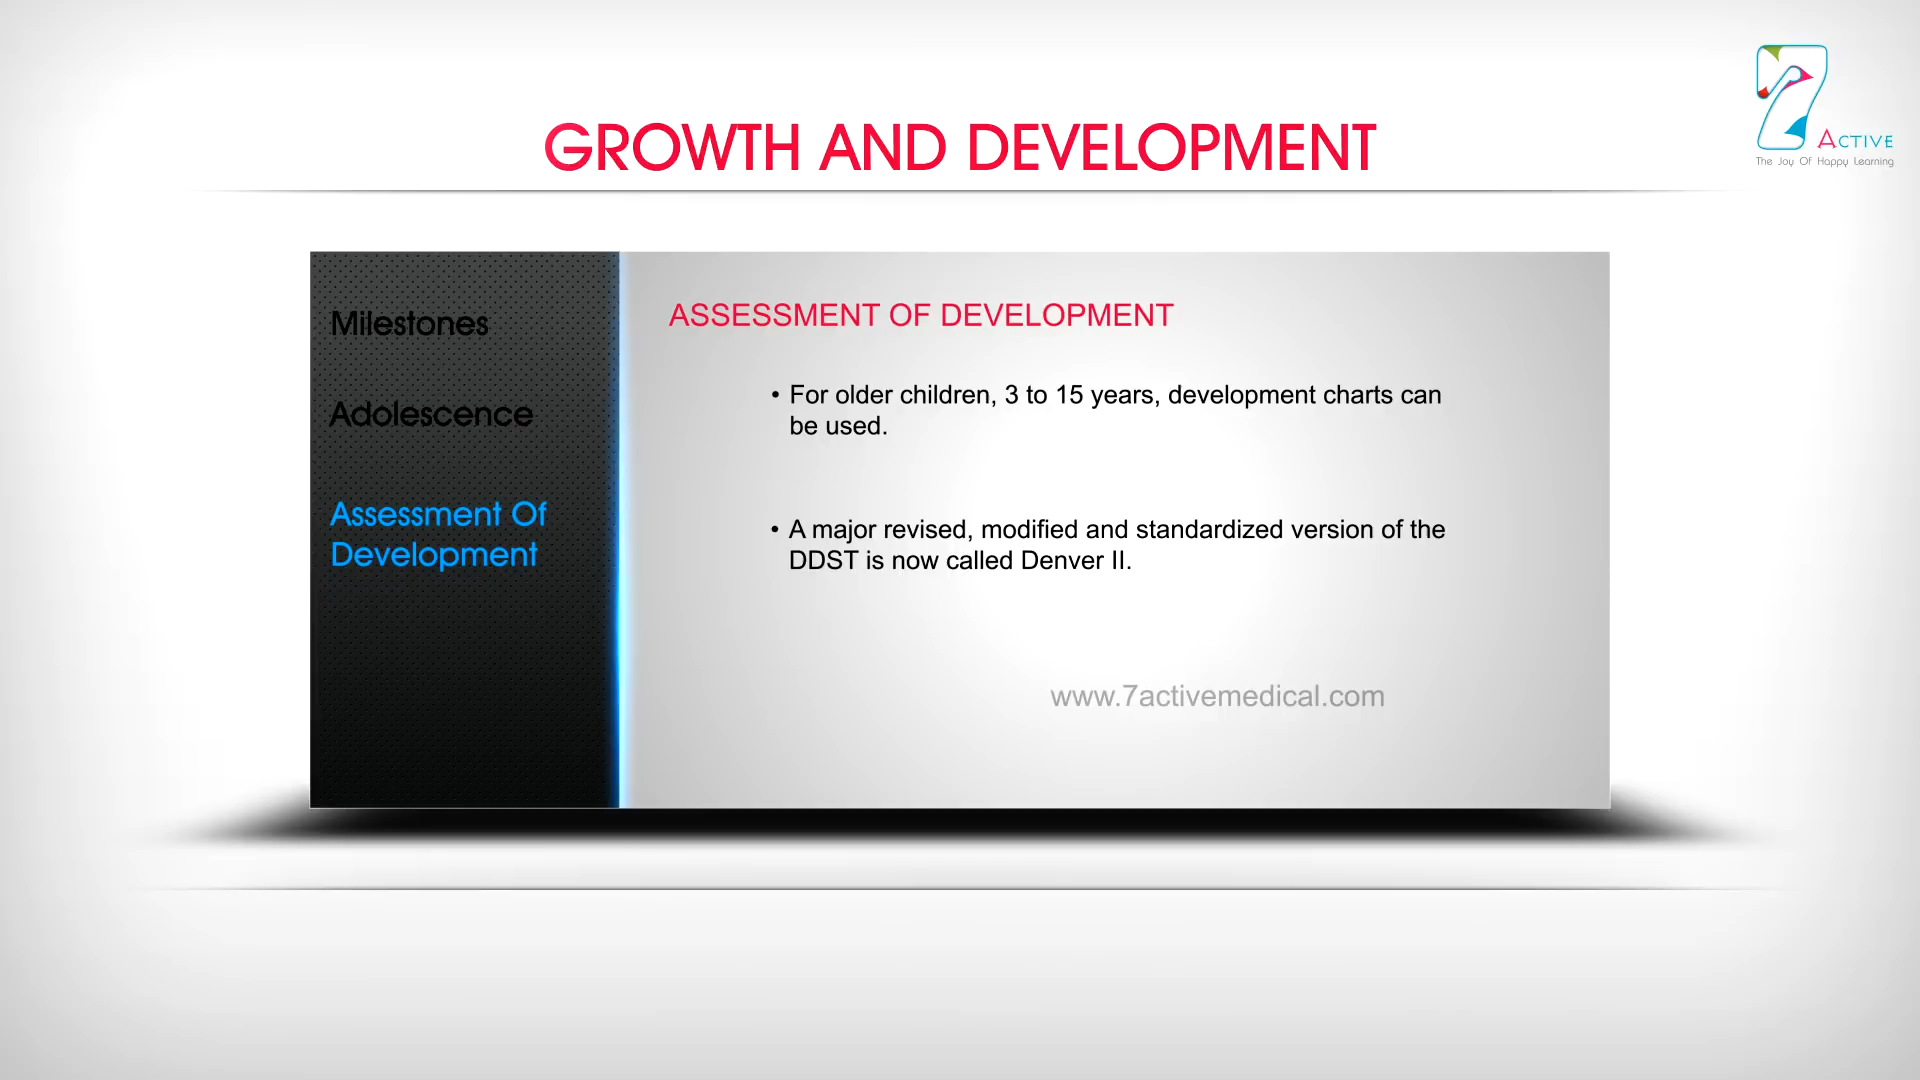 ACTIVE
The Joy Of Happy Learning
GROWTH AND DEVELOPMENT
Milestones
Adolescence
Assessment Of
Development
ASSESSMENT OF DEVELOPMENT
• For older children, 3 to 15 years, development charts can
be used.
• A major revised, modified and standardized version of the
DDST is now called Denver II.
www.7activemedical.com